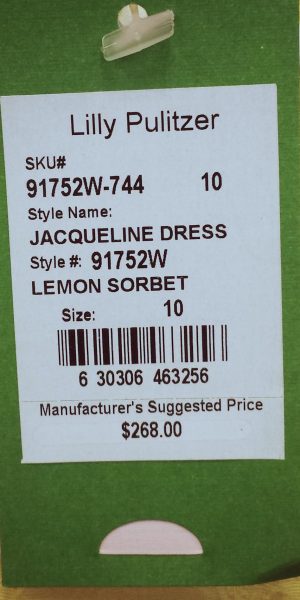 Lilly Pulitzer
SKU#
91752W-744 10
Style Name:
JACQUELINE DRESS
Style #: 91752W
LEMON SORBET
Size: 10
6 30306 463256
Manufacturer's Suggested Price
$268.00